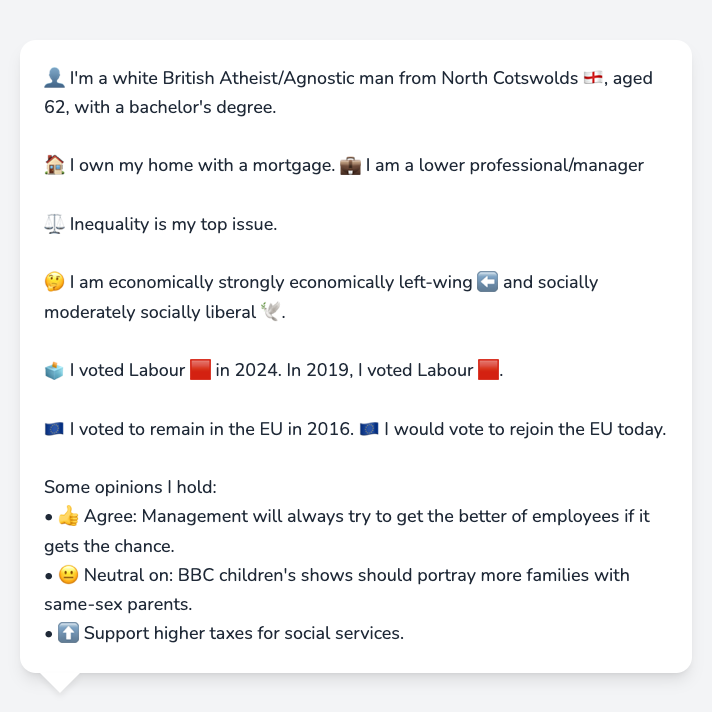 👤 I'm a white British Atheist/Agnostic man from North Cotswolds 🏴󠁧󠁢󠁥󠁮󠁧󠁿, aged
62, with a bachelor's degree.
🏠 I own my home with a mortgage. 💼 I am a lower professional/manager
⚖️ Inequality is my top issue.
🤔 I am economically strongly economically left-wing ⬅️ and socially
moderately socially liberal 🕊️.
🗳️ I voted Labour 🟥 in 2024. In 2019, I voted Labour 🟥.
🇪🇺 I voted to remain in the EU in 2016. 🇪🇺 I would vote to rejoin the EU today.
Some opinions I hold:
• 👍 Agree: Management will always try to get the better of employees if it
gets the chance.
• 😐 Neutral on: BBC children's shows should portray more families with
same-sex parents.
• ⬆️ Support higher taxes for social services.